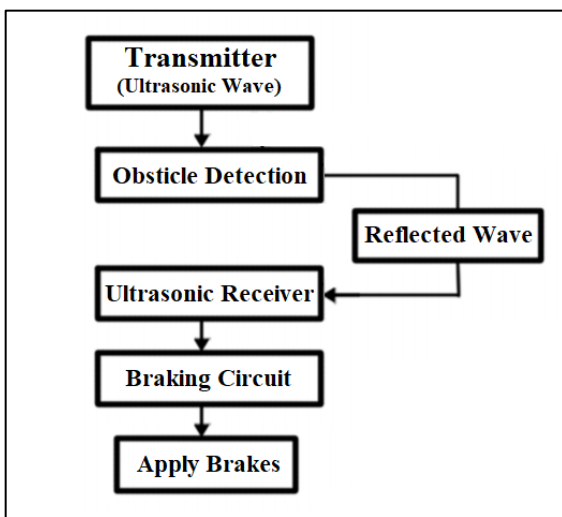 Transmitter
(Ultrasonic Wave)
Obsticle Detection
Reflected Wave
Ultrasonic Receiver
Braking Circuit
Apply Brakes